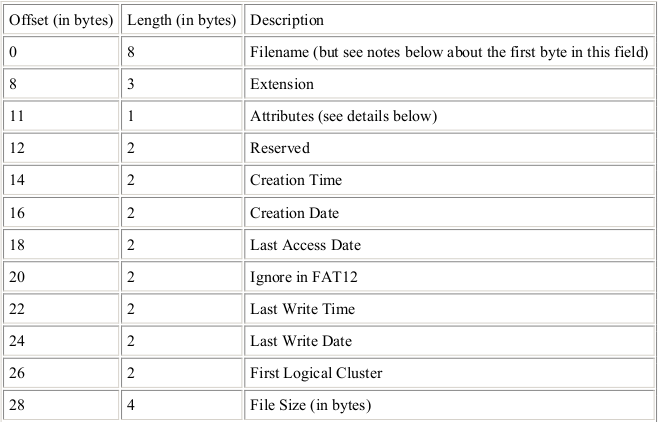 Offset (in bytes) Length (in bytes) Description
0 8 Filename (but see notes below about the first byte in this field)
8 3 Extension
11 1 Attributes (see details below)
12 2 Reserved
14 2 Creation Time
16 2 Creation Date
18 2 Last Access Date
20 2 Ignore in FAT12
22 2 Last Write Time
24 2 Last Write Date
26 2 First Logical Cluster
28 4 File Size (in bytes)